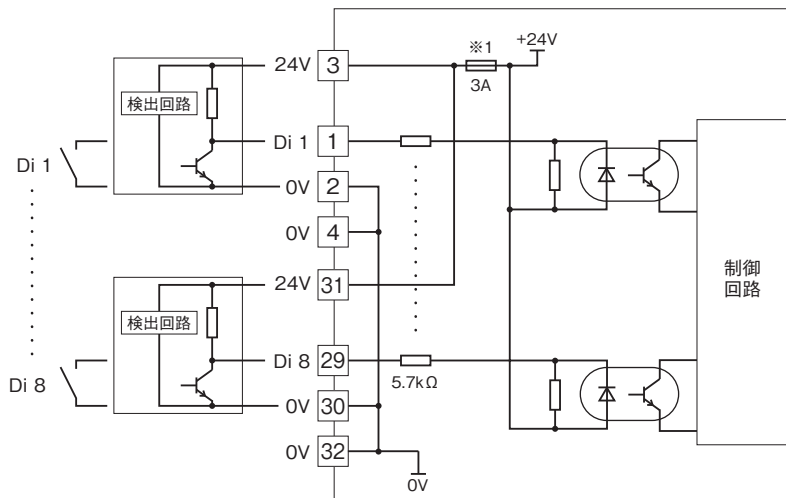 24V 3 ※1 +24V
3A
検出回路
Di 1 1
Di 1
0V 2
0V 4
24V 31
制御
回路
検出回路
Di 8 29
5.7kΩ
Di 8
0V 30
0V 32
0V